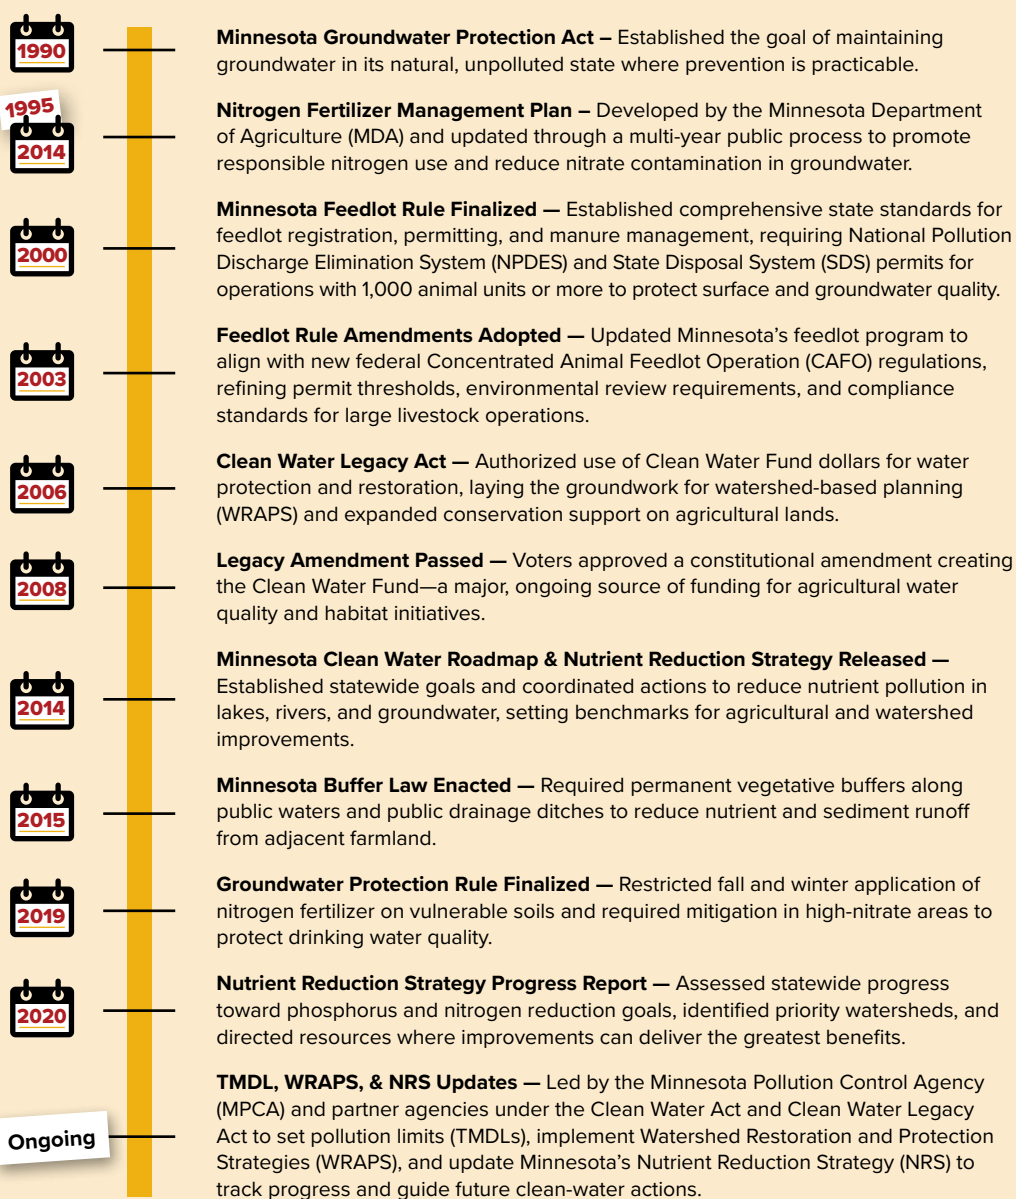 1990
Minnesota Groundwater Protection Act – Established the goal of maintaining
groundwater in its natural, unpolluted state where prevention is practicable.
1995
2014
Nitrogen Fertilizer Management Plan – Developed by the Minnesota Department
of Agriculture (MDA) and updated through a multi-year public process to promote
responsible nitrogen use and reduce nitrate contamination in groundwater.
2000
Minnesota Feedlot Rule Finalized — Established comprehensive state standards for
feedlot registration, permitting, and manure management, requiring National Pollution
Discharge Elimination System (NPDES) and State Disposal System (SDS) permits for
operations with 1,000 animal units or more to protect surface and groundwater quality.
2003
Feedlot Rule Amendments Adopted — Updated Minnesota’s feedlot program to
align with new federal Concentrated Animal Feedlot Operation (CAFO) regulations,
refining permit thresholds, environmental review requirements, and compliance
standards for large livestock operations.
2006
Clean Water Legacy Act — Authorized use of Clean Water Fund dollars for water
protection and restoration, laying the groundwork for watershed-based planning
(WRAPS) and expanded conservation support on agricultural lands.
2008
Legacy Amendment Passed — Voters approved a constitutional amendment creating
the Clean Water Fund—a major, ongoing source of funding for agricultural water
quality and habitat initiatives.
2014
Minnesota Clean Water Roadmap & Nutrient Reduction Strategy Released —
Established statewide goals and coordinated actions to reduce nutrient pollution in
lakes, rivers, and groundwater, setting benchmarks for agricultural and watershed
improvements.
2015
Minnesota Buffer Law Enacted — Required permanent vegetative buffers along
public waters and public drainage ditches to reduce nutrient and sediment runoff
from adjacent farmland.
2019
Groundwater Protection Rule Finalized — Restricted fall and winter application of
nitrogen fertilizer on vulnerable soils and required mitigation in high-nitrate areas to
protect drinking water quality.
2020
Nutrient Reduction Strategy Progress Report — Assessed statewide progress
toward phosphorus and nitrogen reduction goals, identified priority watersheds, and
directed resources where improvements can deliver the greatest benefits.
Ongoing
TMDL, WRAPS, & NRS Updates — Led by the Minnesota Pollution Control Agency
(MPCA) and partner agencies under the Clean Water Act and Clean Water Legacy
Act to set pollution limits (TMDLs), implement Watershed Restoration and Protection
Strategies (WRAPS), and update Minnesota’s Nutrient Reduction Strategy (NRS) to
track progress and guide future clean-water actions.